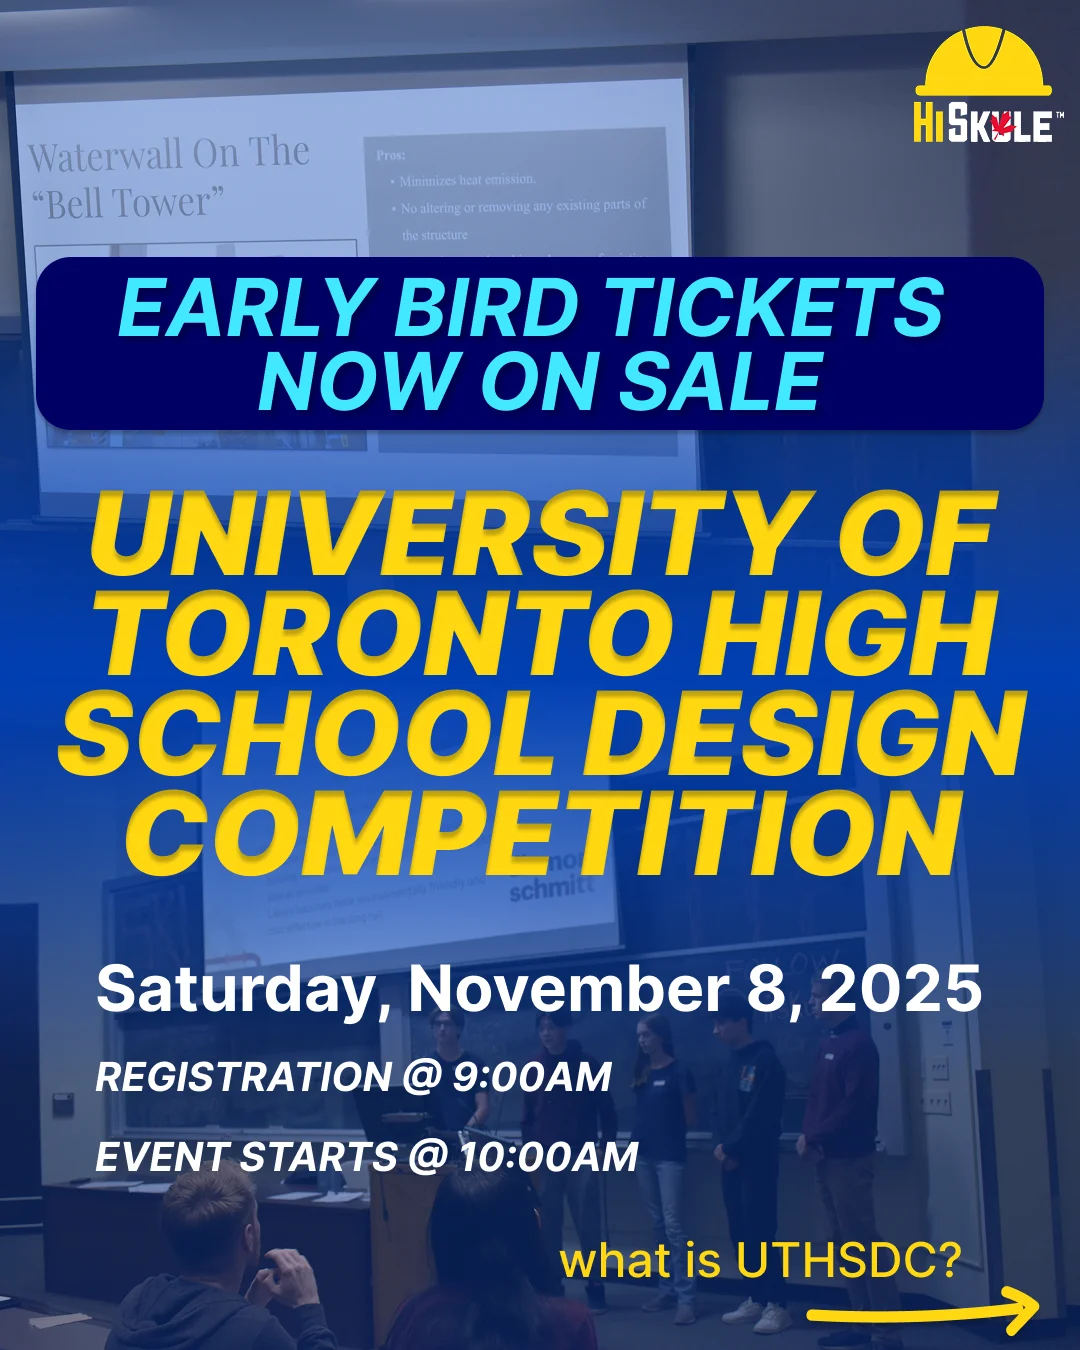 HISKULE™
Waterwall On The
“Bell Tower”
Pros:
• Minimizes heat emission.
• No altering or removing any existing parts of
the structure
EARLY BIRD TICKETS
NOW ON SALE
UNIVERSITY OF
TORONTO HIGH
SCHOOL DESIGN
COMPETITION
schmitt
Saturday, November 8, 2025
REGISTRATION @ 9:00AM
EVENT STARTS @ 10:00AM
what is UTHSDC?